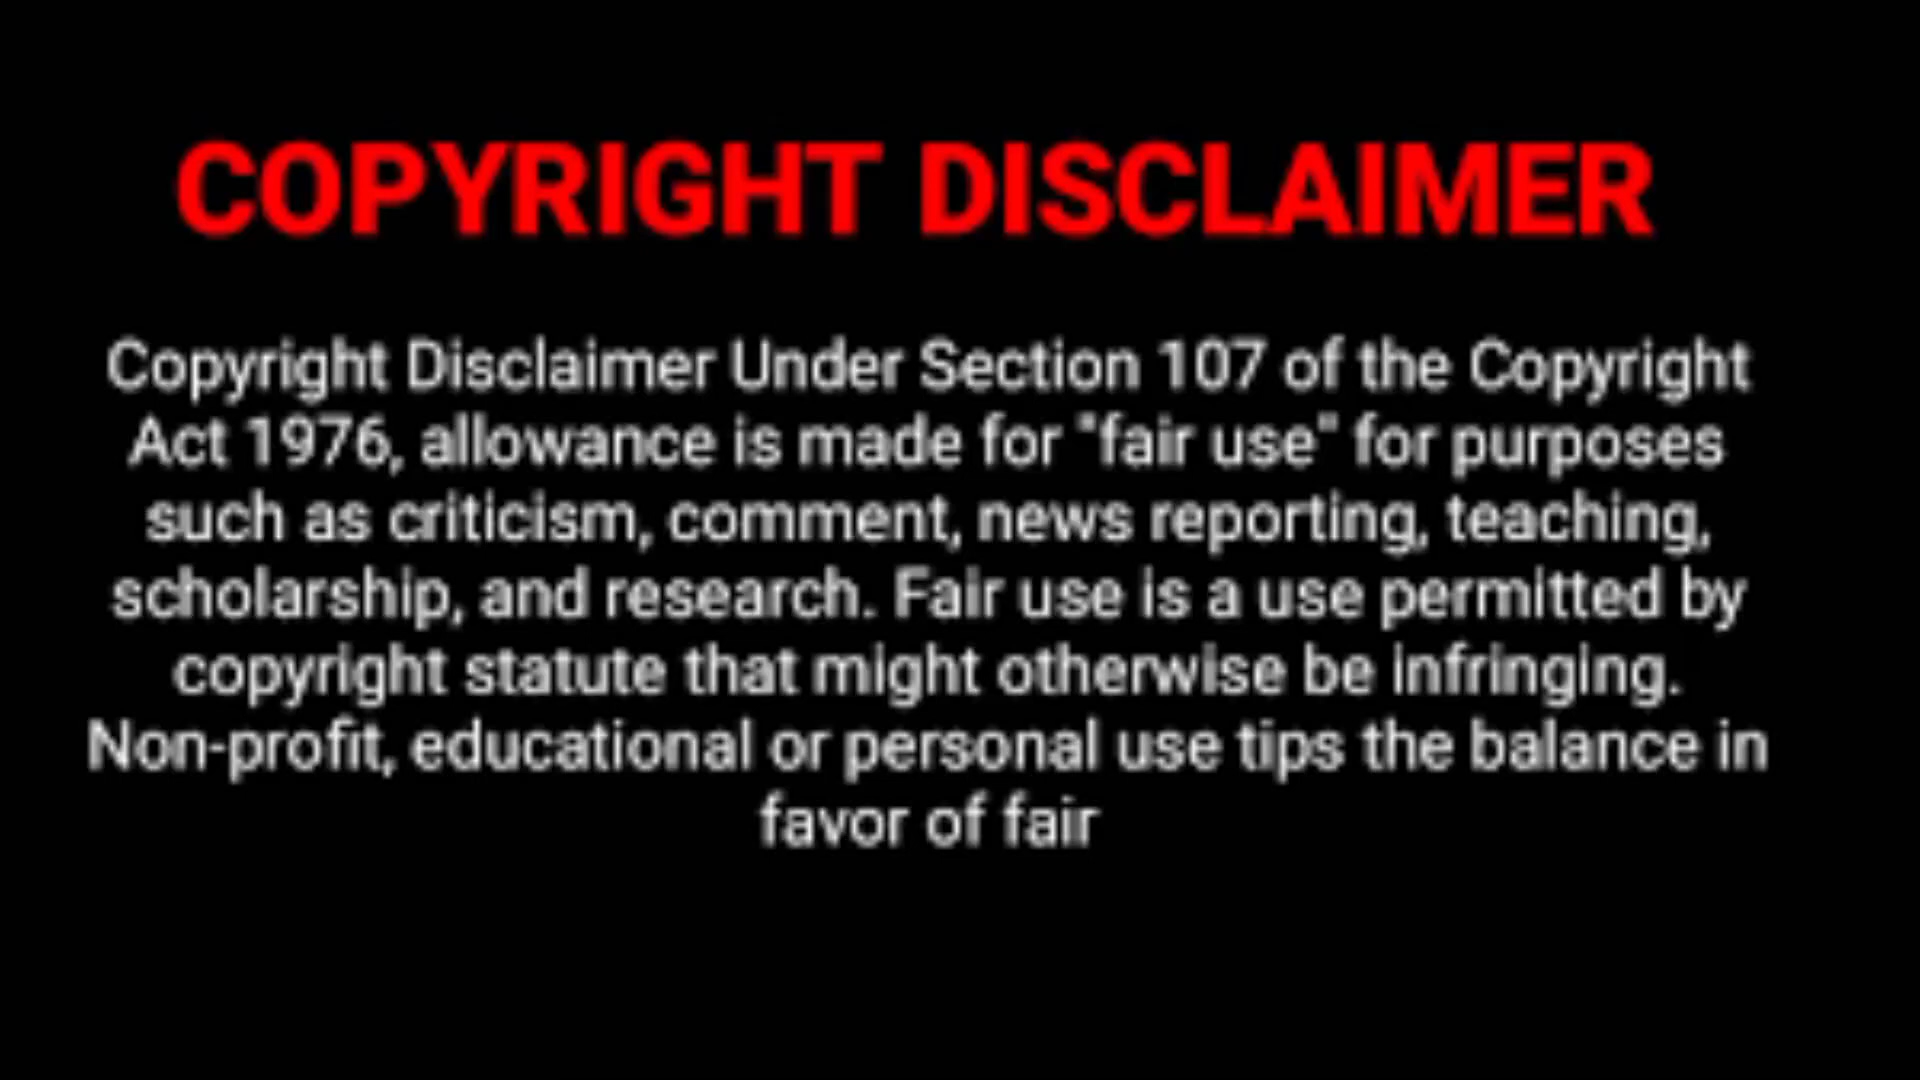 COPYRIGHT DISCLAIMER
Copyright Disclaimer Under Section 107 of the Copyright
Act 1976, allowance is made for "fair use" for purposes
such as criticism, comment, news reporting, teaching,
scholarship, and research. Fair use is a use permitted by
copyright statute that might otherwise be infringing.
Non-profit, educational or personal use tips the balance in
favor of fair